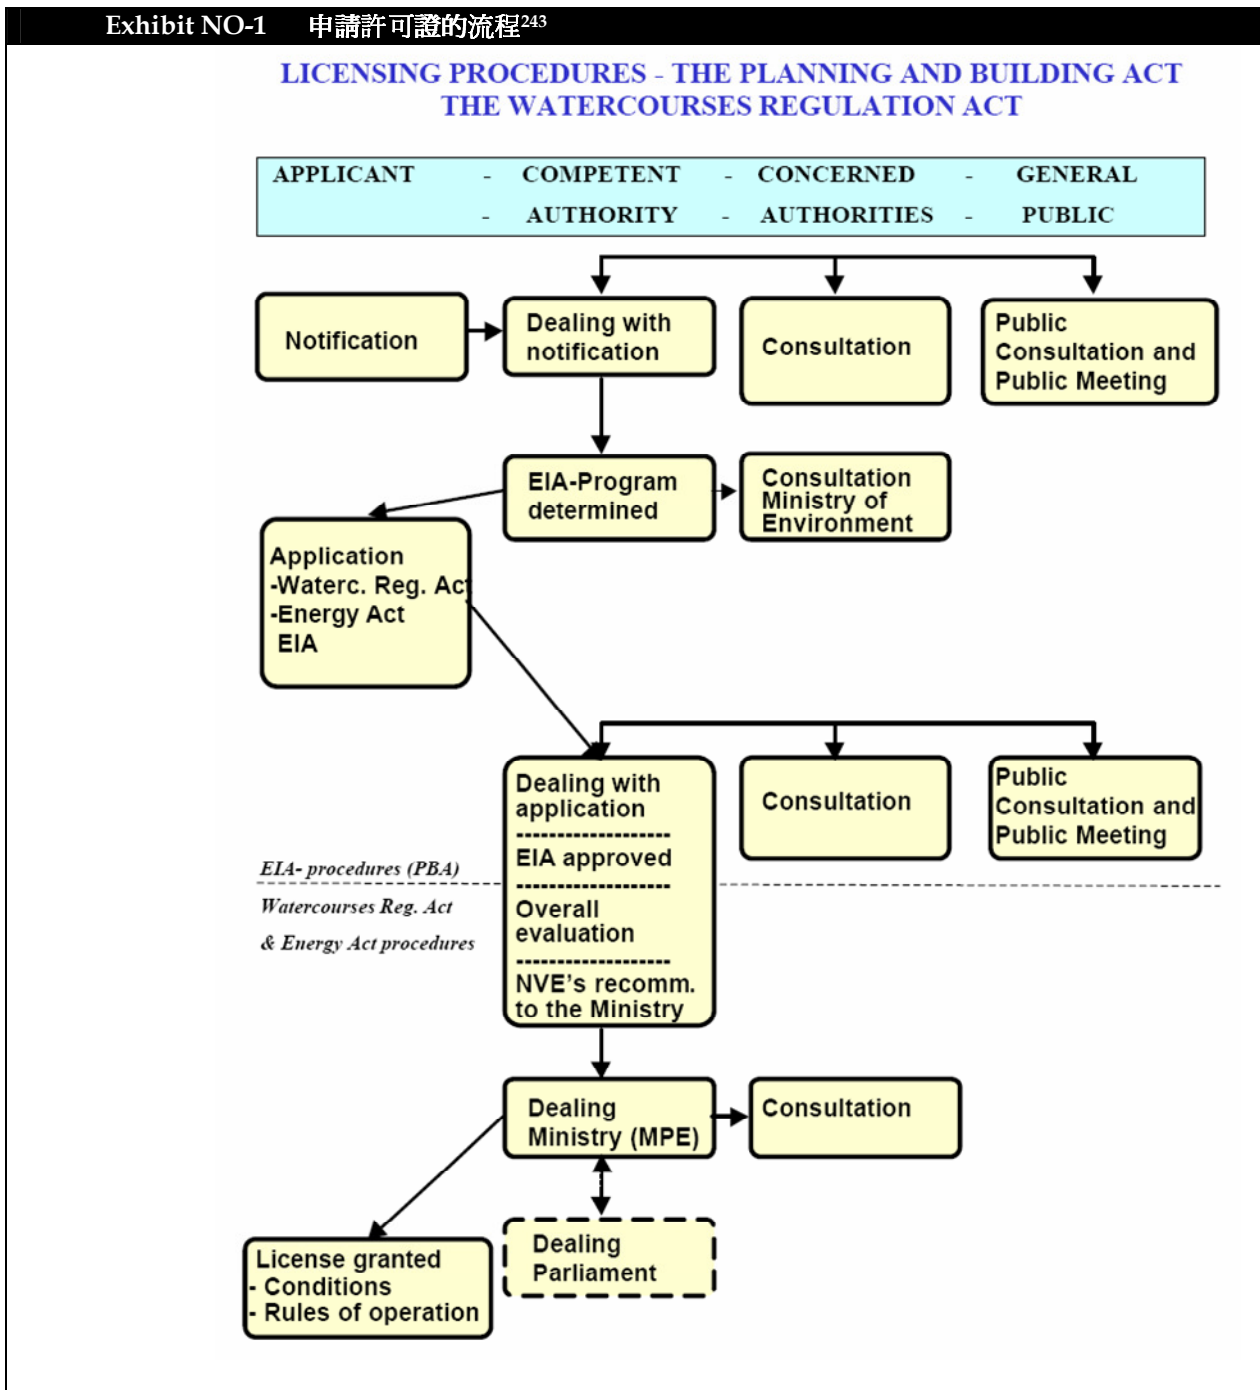 Exhibit NO-1 申請許可證的流程243
LICENSING PROCEDURES - THE PLANNING AND BUILDING ACT
THE WATERCOURSES REGULATION ACT
APPLICANT - COMPETENT - CONCERNED - GENERAL
- AUTHORITY - AUTHORITIES - PUBLIC
Notification
Dealing with
notification
Consultation
Public
Consultation and
Public Meeting
EIA-Program
determined
Consultation
Ministry of
Environment
Application
-Waterc. Reg. Act
-Energy Act
EIA
Dealing with
application
-------------------
EIA approved
-------------------
Overall
evaluation
-------------------
NVE's recomm.
to the Ministry
Consultation
Public
Consultation and
Public Meeting
EIA- procedures (PBA)
Watercourses Reg. Act
& Energy Act procedures
Dealing
Ministry (MPE)
Consultation
Dealing
Parliament
License granted
- Conditions
- Rules of operation